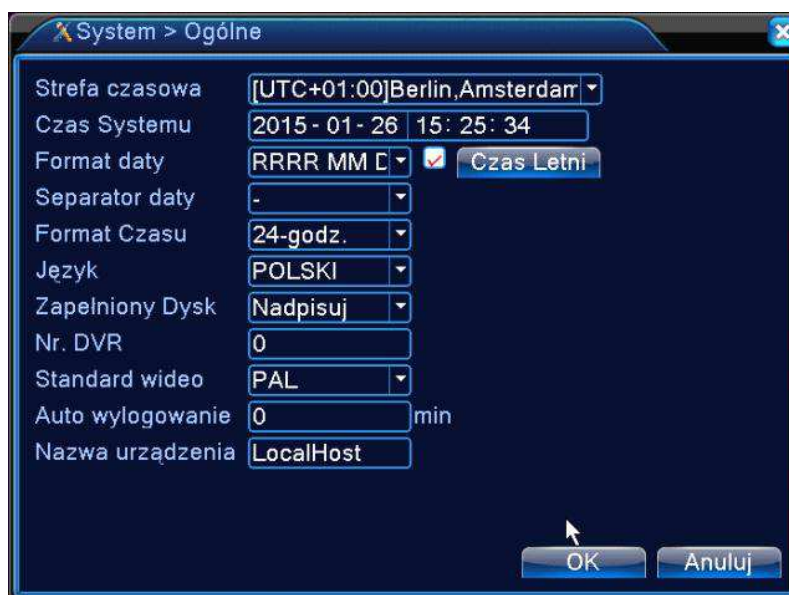 System > Ogólne
Strefa czasowa [UTC+01:00]Berlin,Amsterdam
Czas Systemu 2015-01-26 15:25:34
Format daty RRRR MM D Czas Letni
Separator daty -
Format Czasu 24-godz.
Język POLSKI
Zapełniony Dysk Nadpisuj
Nr. DVR 0
Standard wideo PAL
Auto wylogowanie 0 min
Nazwa urządzenia LocalHost
OK Anuluj